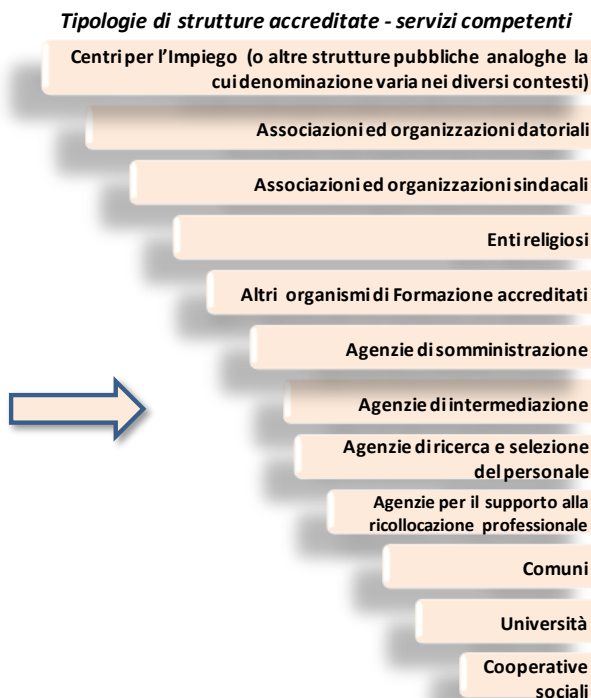 Tipologie di strutture accreditate - servizi competenti
Centri per l'Impiego (o altre strutture pubbliche analoghe la
cui denominazione varia nei diversi contesti)
Associazioni ed organizzazioni datoriali
Associazioni ed organizzazioni sindacali
Enti religiosi
Altri organismi di Formazione accreditati
Agenzie di somministrazione
Agenzie di intermediazione
Agenzie di ricerca e selezione
del personale
Agenzie per il supporto alla
ricollocazione professionale
Comuni
Università
Cooperative
sociali